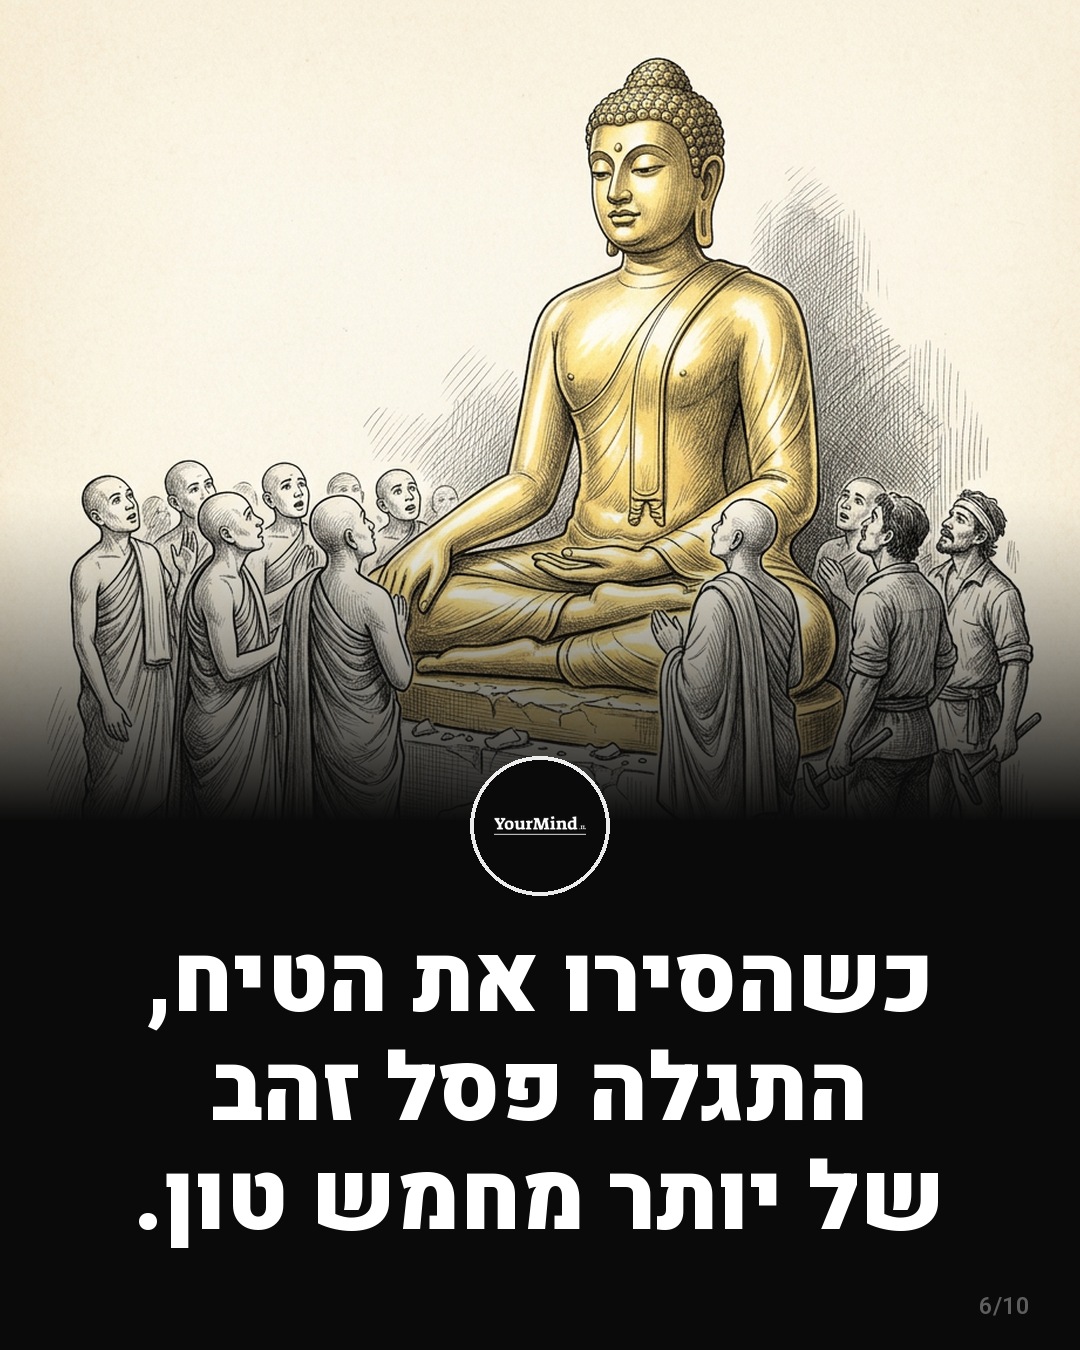 YourMind
כשהסירו את הטיח,
התגלה פסל זהב
של יותר מחמש טון.
6/10